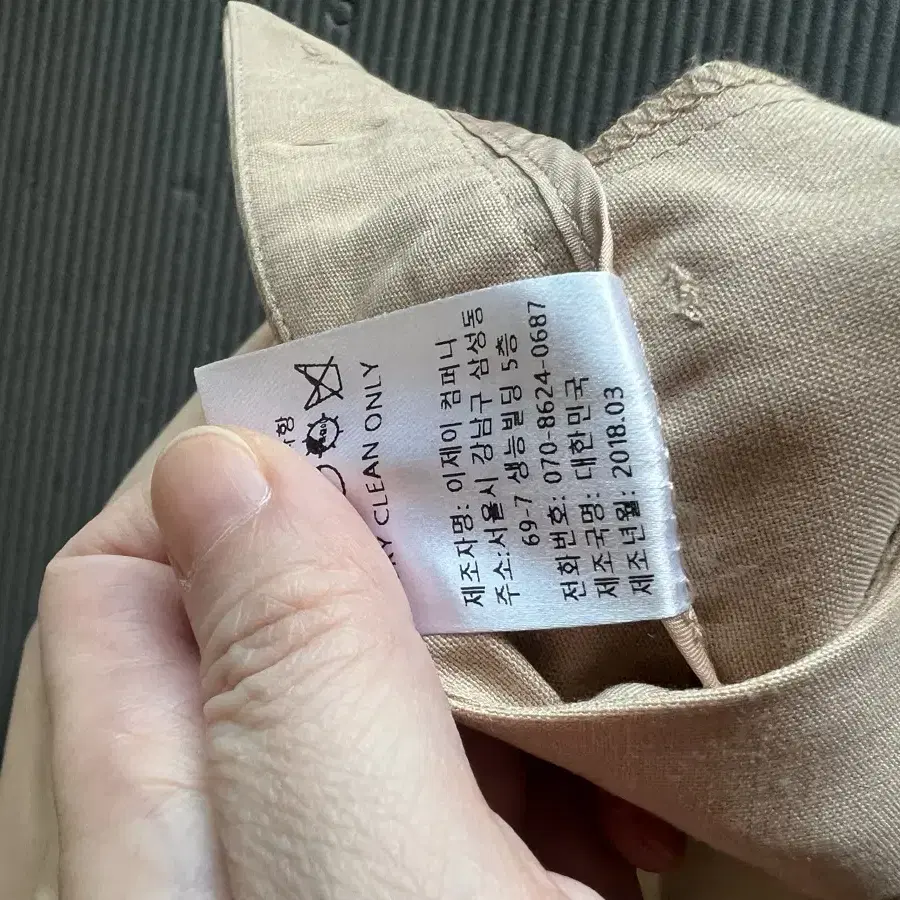 CLEAN ONLY
제조자명: 이제이 컴퍼니
주소:서울시 강남구 삼성동
69-7 생능빌딩 5층
전화번호: 070-8624-0687
제조국명: 대한민국
제조년월: 2018.03